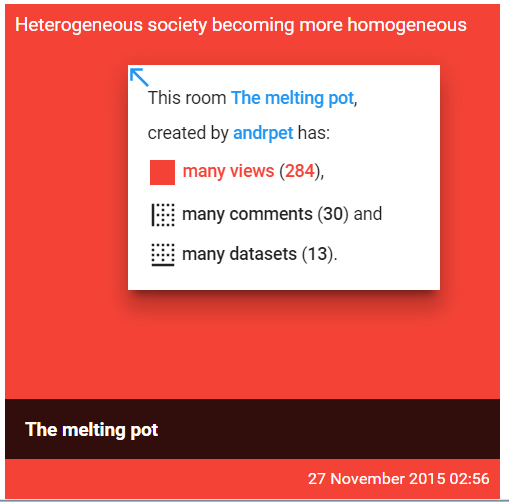 Heterogeneous society becoming more homogeneous
This room The melting pot,
created by andrpet has:
many views (284),
many comments (30) and
many datasets (13).
The melting pot
27 November 2015 02:56